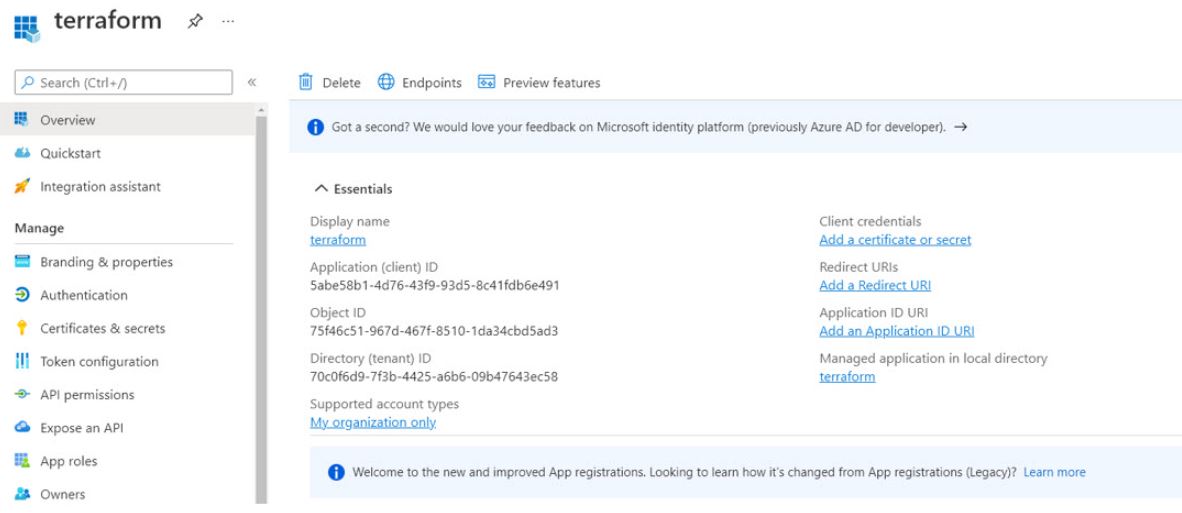 terraform
Search (Ctrl+/)
Overview
Quickstart
Integration assistant
Manage
Branding & properties
Authentication
Certificates & secrets
Token configuration
API permissions
Expose an API
App roles
Owners
Delete Endpoints Preview features
Got a second? We would love your feedback on Microsoft identity platform (previously Azure AD for developer). →
Essentials
Display name
terraform
Application (client) ID
5abe58b1-4d76-43f9-93d5-8c41fdb6e491
Object ID
75f46c51-967d-467f-8510-1da34cbd5ad3
Directory (tenant) ID
70c0f6d9-7f3b-4425-a6b6-09b47643ec58
Supported account types
My organization only
Client credentials
Add a certificate or secret
Redirect URIs
Add a Redirect URI
Application ID URI
Add an Application ID URI
Managed application in local directory
terraform
Welcome to the new and improved App registrations. Looking to learn how it's changed from App registrations (Legacy)? Learn more